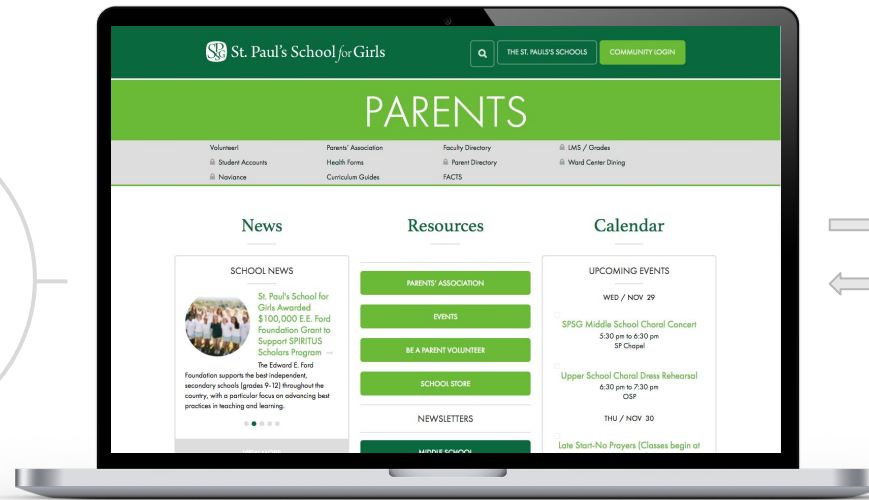 SPSG St. Paul's School for Girls
THE ST. PAULS'S SCHOOLS
COMMUNITY LOGIN
PARENTS
Volunteer! Parents' Association Faculty Directory LMS / Grades
Student Accounts Health Forms Parent Directory Ward Center Dining
Naviance Curriculum Guides FACTS
News
SCHOOL NEWS
St. Paul's School for
Girls Awarded
$100,000 E.E. Ford
Foundation Grant to
Support SPIRITUS
Scholars Program →
The Edward E. Ford
Foundation supports the best independent,
secondary schools (grades 9-12) throughout the
country, with a particular focus on advancing best
practices in teaching and learning.
VIEW MORE
Resources
PARENTS' ASSOCIATION
EVENTS
BE A PARENT VOLUNTEER
SCHOOL STORE
NEWSLETTERS
MIDDLE SCHOOL
Calendar
UPCOMING EVENTS
WED / NOV 29
SPSG Middle School Choral Concert
5:30 pm to 6:30 pm
SP Chapel
Upper School Choral Dress Rehearsal
6:30 pm to 7:30 pm
OSP
THU / NOV 30
Late Start-No Prayers (Classes begin at